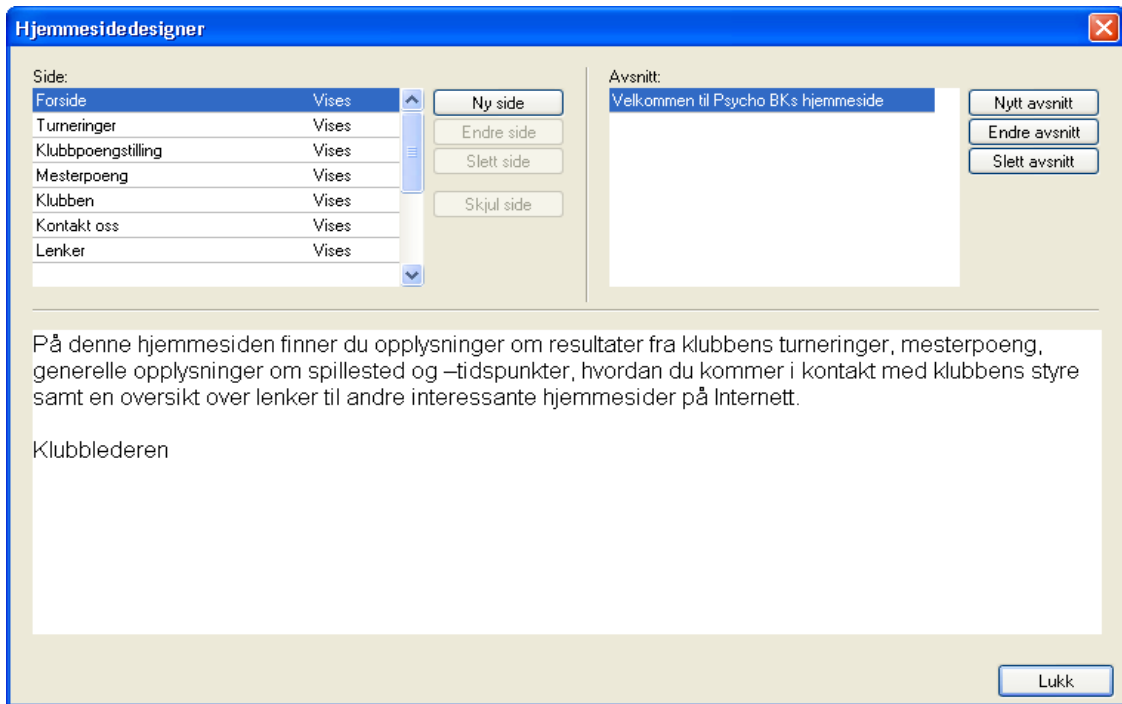 Hjemmesidedesigner
Side:
Forside Vises
Turneringer Vises
Klubbpoengstilling Vises
Mesterpoeng Vises
Klubben Vises
Kontakt oss Vises
Lenker Vises
Ny side
Endre side
Slett side
Skjul side
Avsnitt:
Velkommen til Psycho BKs hjemmeside
Nytt avsnitt
Endre avsnitt
Slett avsnitt
På denne hjemmesiden finner du opplysninger om resultater fra klubbens turneringer, mesterpoeng,
generelle opplysninger om spillested og –tidspunkter, hvordan du kommer i kontakt med klubbens styre
samt en oversikt over lenker til andre interessante hjemmesider på Internett.
Klubblederen
Lukk